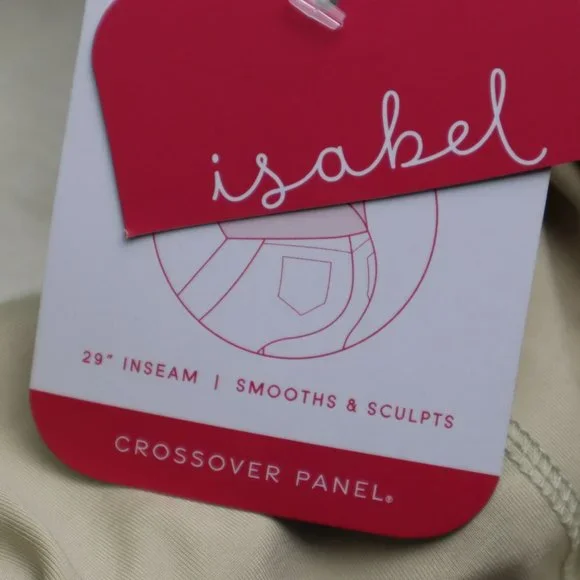 isabel
29" INSEAM | SMOOTHS & SCULPTS
CROSSOVER PANEL®